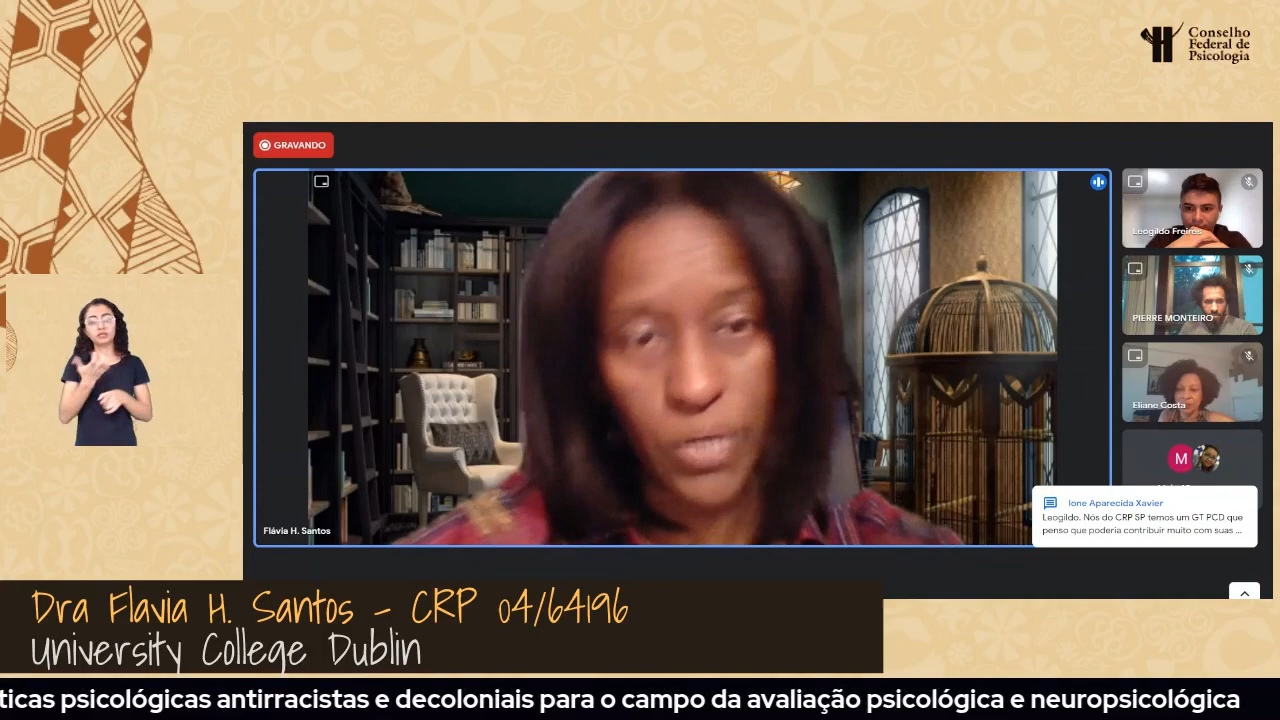 Conselho
Federal de
Psicologia
GRAVANDO
Leogildo Freires
PIERRE MONTEIRO
Eliane Costa
M
Ione Aparecida Xavier
Leogildo. Nós do CRP SP temos um GT PCD que
penso que poderia contribuir muito com suas ...
Flávia H. Santos
Dra Flavia H. Santos - CRP 04/64196
University College Dublin
ticas psicológicas antirracistas e decoloniais para o campo da avaliação psicológica e neuropsicológica